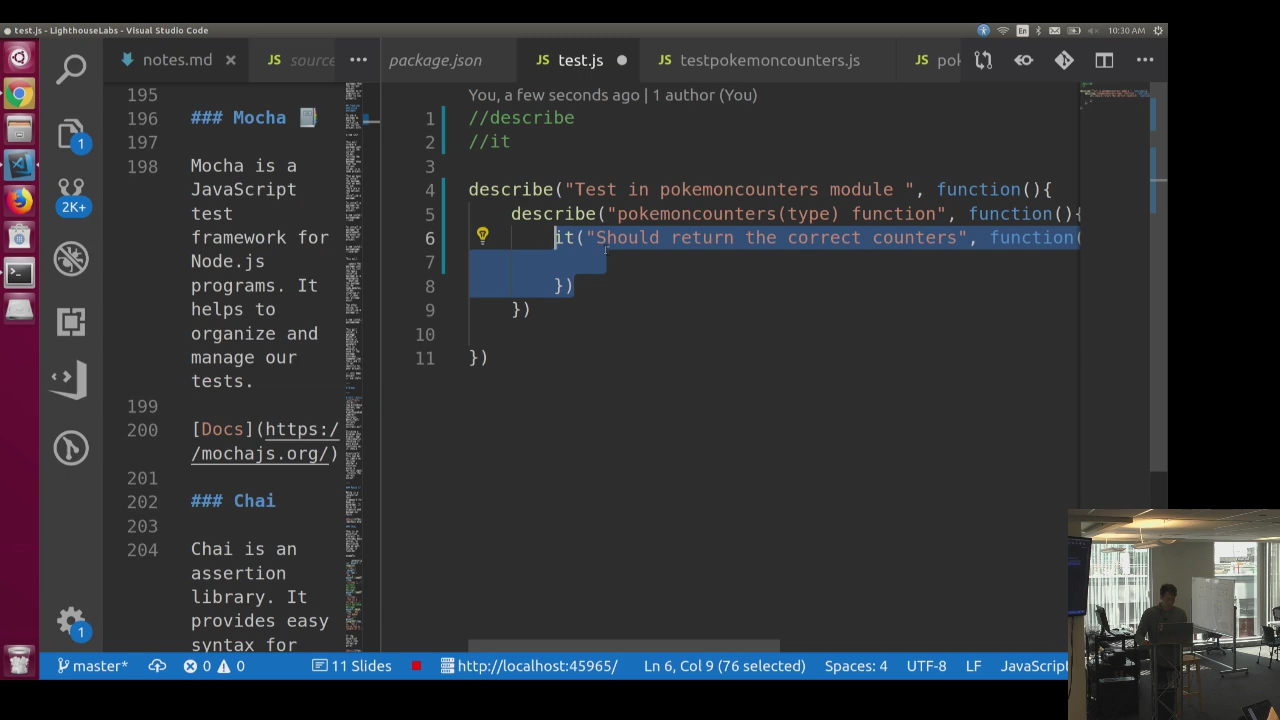 test.js - LighthouseLabs - Visual Studio Code
En
10:30 AM
notes.md
JS source
package.json
JS test.js
JS testpokemoncounters.js
JS pok
195
196 ### Mocha 📓
197
198 Mocha is a
JavaScript
test
framework for
Node.js
programs. It
helps to
organize and
manage our
tests.
199
200 [Docs](https:/
/mochajs.org/)
201
202 ### Chai
203
204 Chai is an
assertion
library. It
provides easy
syntax for
You, a few seconds ago | 1 author (You)
1 //describe
2 //it
3
4 describe("Test in pokemoncounters module ", function(){
5 describe("pokemoncounters(type) function", function(){
6 it("Should return the correct counters", function(
7
8 })
9 })
10
11 })
1
2K+
1
master*
0
0
11 Slides
http://localhost:45965/
Ln 6, Col 9 (76 selected)
Spaces: 4
UTF-8
LF
JavaScript